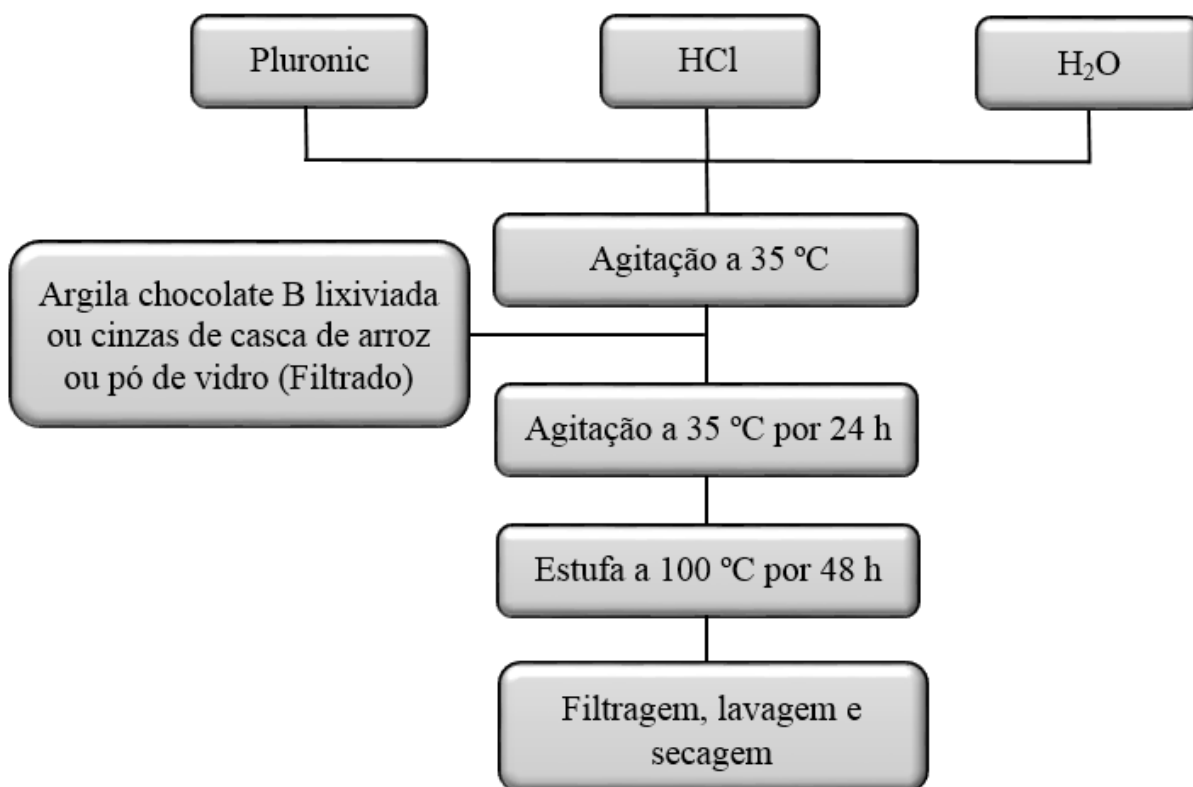 Pluronic
HCl
H₂O
Agitação a 35 ºC
Argila chocolate B lixiviada
ou cinzas de casca de arroz
ou pó de vidro (Filtrado)
Agitação a 35 ºC por 24 h
Estufa a 100 ºC por 48 h
Filtragem, lavagem e
secagem